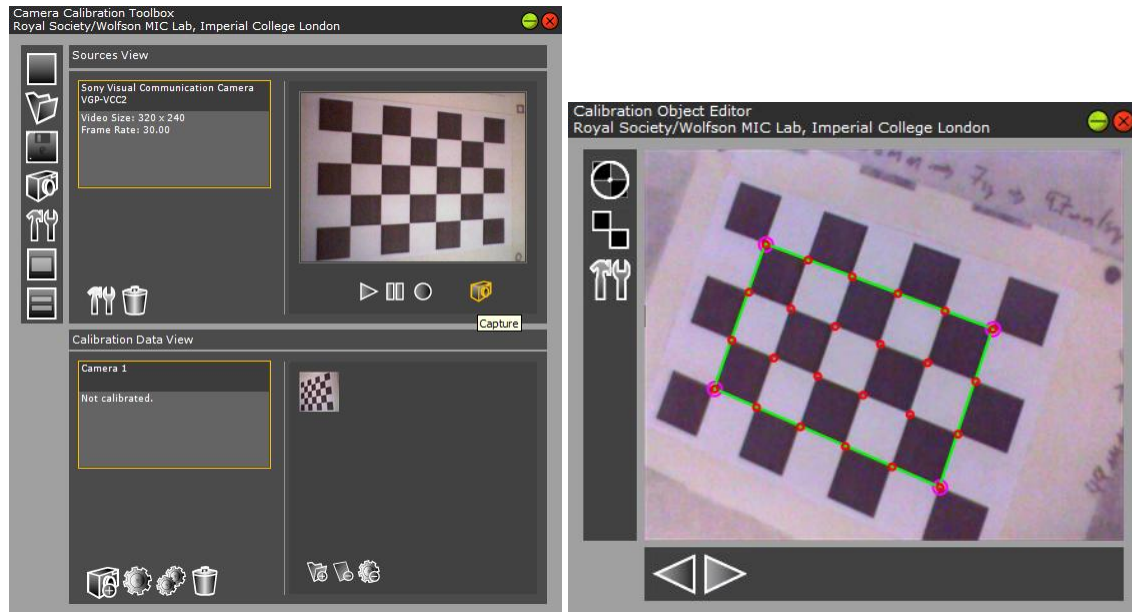 Camera Calibration Toolbox
Royal Society/Wolfson MIC Lab, Imperial College London
Sources View
Sony Visual Communication Camera
VGP-VCC2
Video Size: 320 x 240
Frame Rate: 30.00
Capture
Calibration Data View
Camera 1
Not calibrated.
Calibration Object Editor
Royal Society/Wolfson MIC Lab, Imperial College London